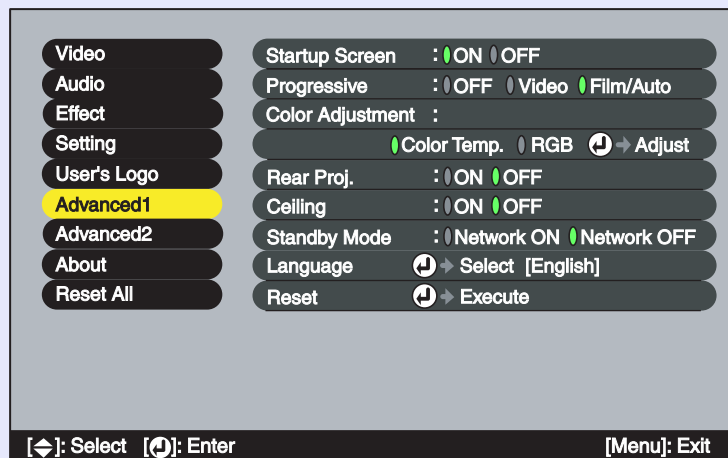 Video
Audio
Effect
Setting
User's Logo
Advanced1
Advanced2
About
Reset All
Startup Screen : ON OFF
Progressive : OFF Video Film/Auto
Color Adjustment :
Color Temp. RGB Adjust
Rear Proj. : ON OFF
Ceiling : ON OFF
Standby Mode : Network ON Network OFF
Language Select [English]
Reset Execute
[ ]: Select [ ]: Enter [Menu]: Exit